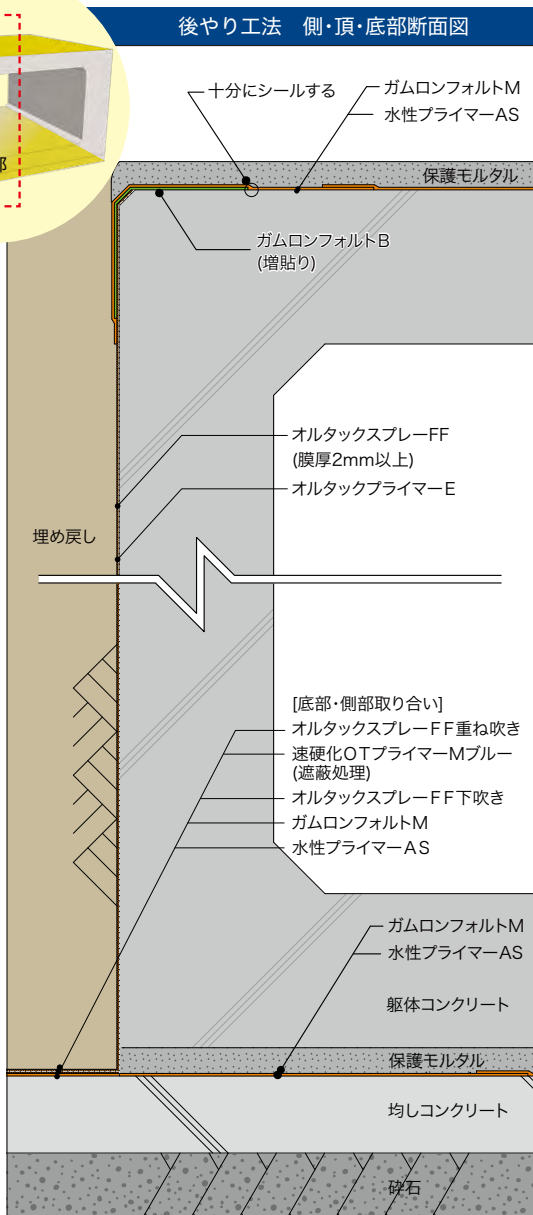 後やり工法　側・頂・底部断面図
部
十分にシールする
ガムロンフォルトM
水性プライマーAS
保護モルタル
ガムロンフォルトB
(増貼り)
オルタックスプレーFF
(膜厚2mm以上)
オルタックプライマーE
埋め戻し
[底部・側部取り合い]
オルタックスプレーFF重ね吹き
速硬化OTプライマーMブルー
(遮蔽処理)
オルタックスプレーFF下吹き
ガムロンフォルトM
水性プライマーAS
ガムロンフォルトM
水性プライマーAS
躯体コンクリート
保護モルタル
均しコンクリート
砕石